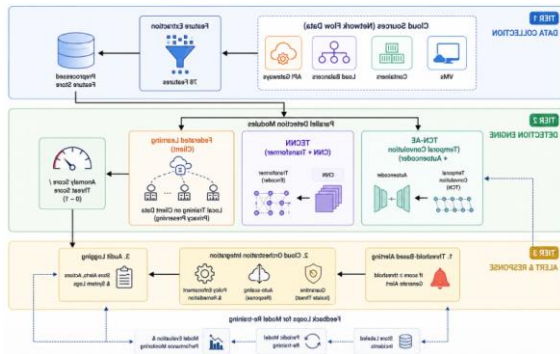 TIER 1
DATA COLLECTION
Cloud Sources (Network Flow Data)
VMs
Containers
Load Balancers
API Gateways
Feature Extraction
78 Features
Preprocessed
Feature Store
TIER 2
DETECTION ENGINE
Parallel Detection Modules
TCN-AE
(Temporal Convolution
+ Autoencoder)
Temporal
Convolution
(TCN)
Autoencoder
TECNN
(CNN + Transformer)
CNN
Transformer
(Encoder)
Federated Learning
(Client)
Local Training on Client Data
(Privacy Preserving)
Anomaly Score /
Threat Score
(0 – 1)
TIER 3
ALERT & RESPONSE
1. Threshold-Based Alerting
If score ≥ threshold
Generate Alert
2. Cloud Orchestration Integration
Quarantine
(Isolate Threat)
Auto-scaling
(Response)
Policy Enforcement
& Remediation
3. Audit Logging
Store Alerts, Actions
& System Logs
Feedback Loops for Model Re-training
Store Labeled
Incidents
Periodic Model
Re-training
Model Evaluation &
Performance Monitoring